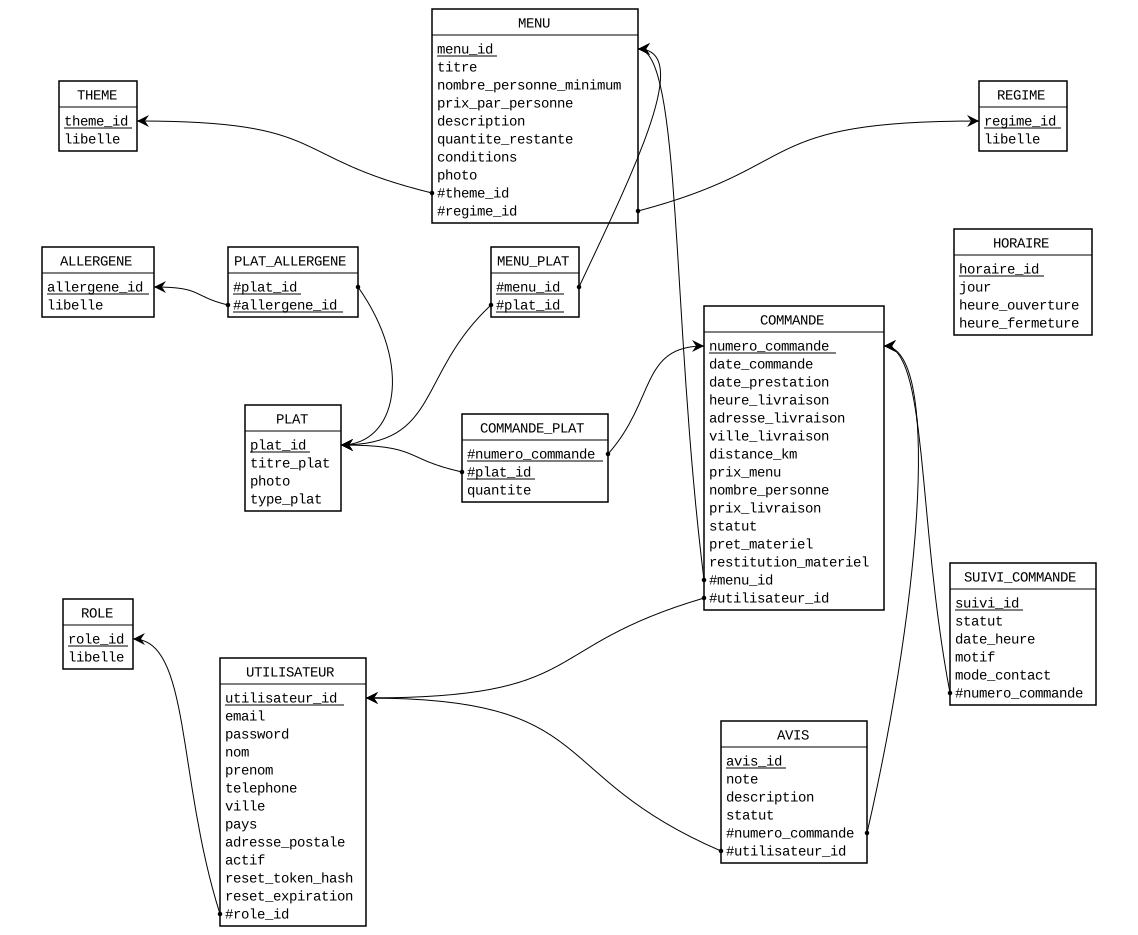 MENU
menu_id
titre
nombre_personne_minimum
prix_par_personne
description
quantite_restante
conditions
photo
#theme_id
#regime_id
THEME
theme_id
libelle
REGIME
regime_id
libelle
ALLERGENE
allergene_id
libelle
PLAT_ALLERGENE
#plat_id
#allergene_id
MENU_PLAT
#menu_id
#plat_id
HORAIRE
horaire_id
jour
heure_ouverture
heure_fermeture
COMMANDE
numero_commande
date_commande
date_prestation
heure_livraison
adresse_livraison
ville_livraison
distance_km
prix_menu
nombre_personne
prix_livraison
statut
pret_materiel
restitution_materiel
#menu_id
#utilisateur_id
PLAT
plat_id
titre_plat
photo
type_plat
COMMANDE_PLAT
#numero_commande
#plat_id
quantite
SUIVI_COMMANDE
suivi_id
statut
date_heure
motif
mode_contact
#numero_commande
ROLE
role_id
libelle
UTILISATEUR
utilisateur_id
email
password
nom
prenom
telephone
ville
pays
adresse_postale
actif
reset_token_hash
reset_expiration
#role_id
AVIS
avis_id
note
description
statut
#numero_commande
#utilisateur_id